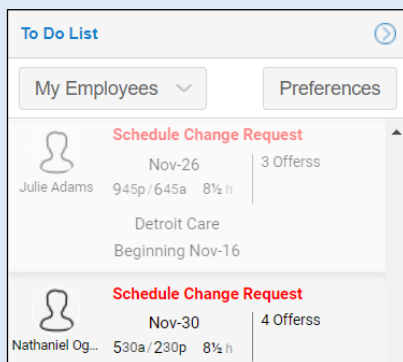 To Do List
My Employees
Preferences
Schedule Change Request
Nov-26
3 Offerss
Julie Adams
945p/645a 8½ h
Detroit Care
Beginning Nov-16
Schedule Change Request
Nov-30
4 Offerss
Nathaniel Og...
530a/230p 8½ h